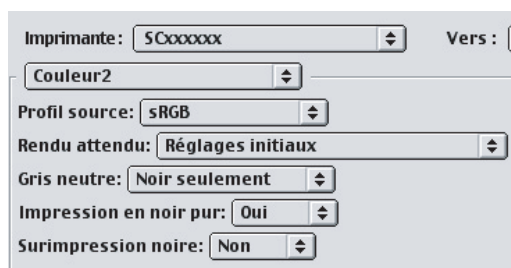 Imprimante: SCxxxxxx Vers:
Couleur2
Profil source: sRGB
Rendu attendu: Réglages initiaux
Gris neutre: Noir seulement
Impression en noir pur: Oui
Surimpression noire: Non